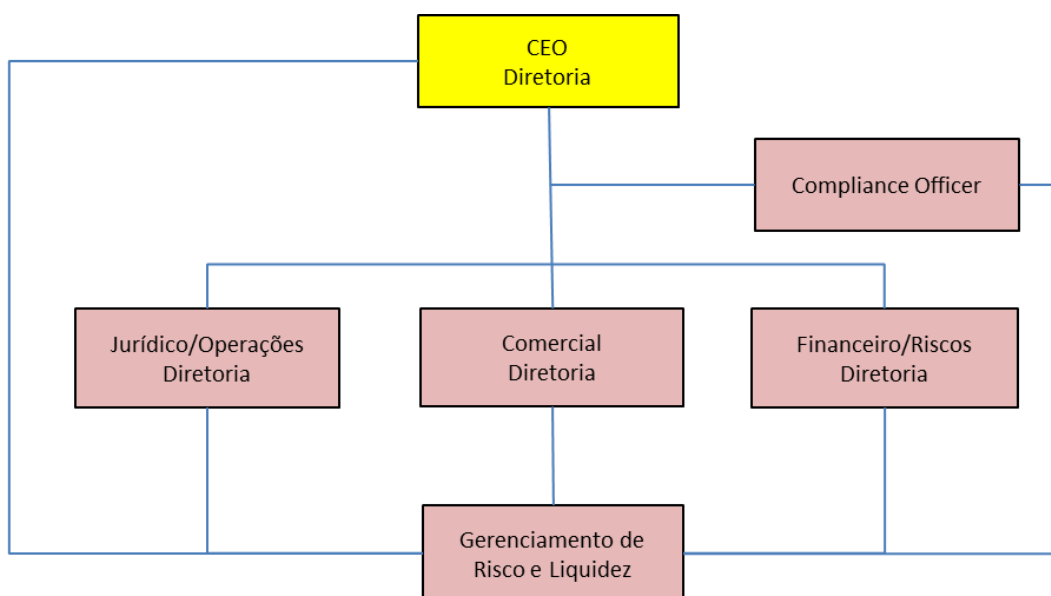 CEO
Diretoria
Compliance Officer
Jurídico/Operações
Diretoria
Comercial
Diretoria
Financeiro/Riscos
Diretoria
Gerenciamento de
Risco e Liquidez